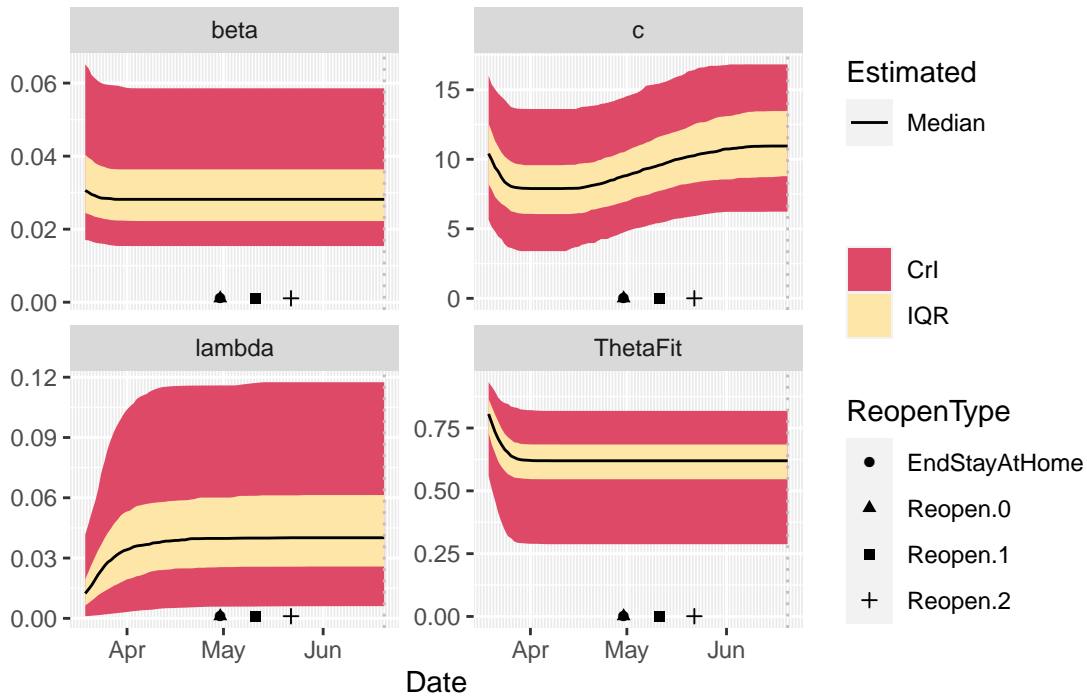 beta
c
0.06
0.04
0.02
0.00
15
10
5
0
lambda
ThetaFit
0.12
0.09
0.06
0.03
0.00
0.75
0.50
0.25
0.00
Apr May Jun
Apr May Jun
Date
Estimated
Median
CrI
IQR
ReopenType
EndStayAtHome
Reopen.0
Reopen.1
Reopen.2